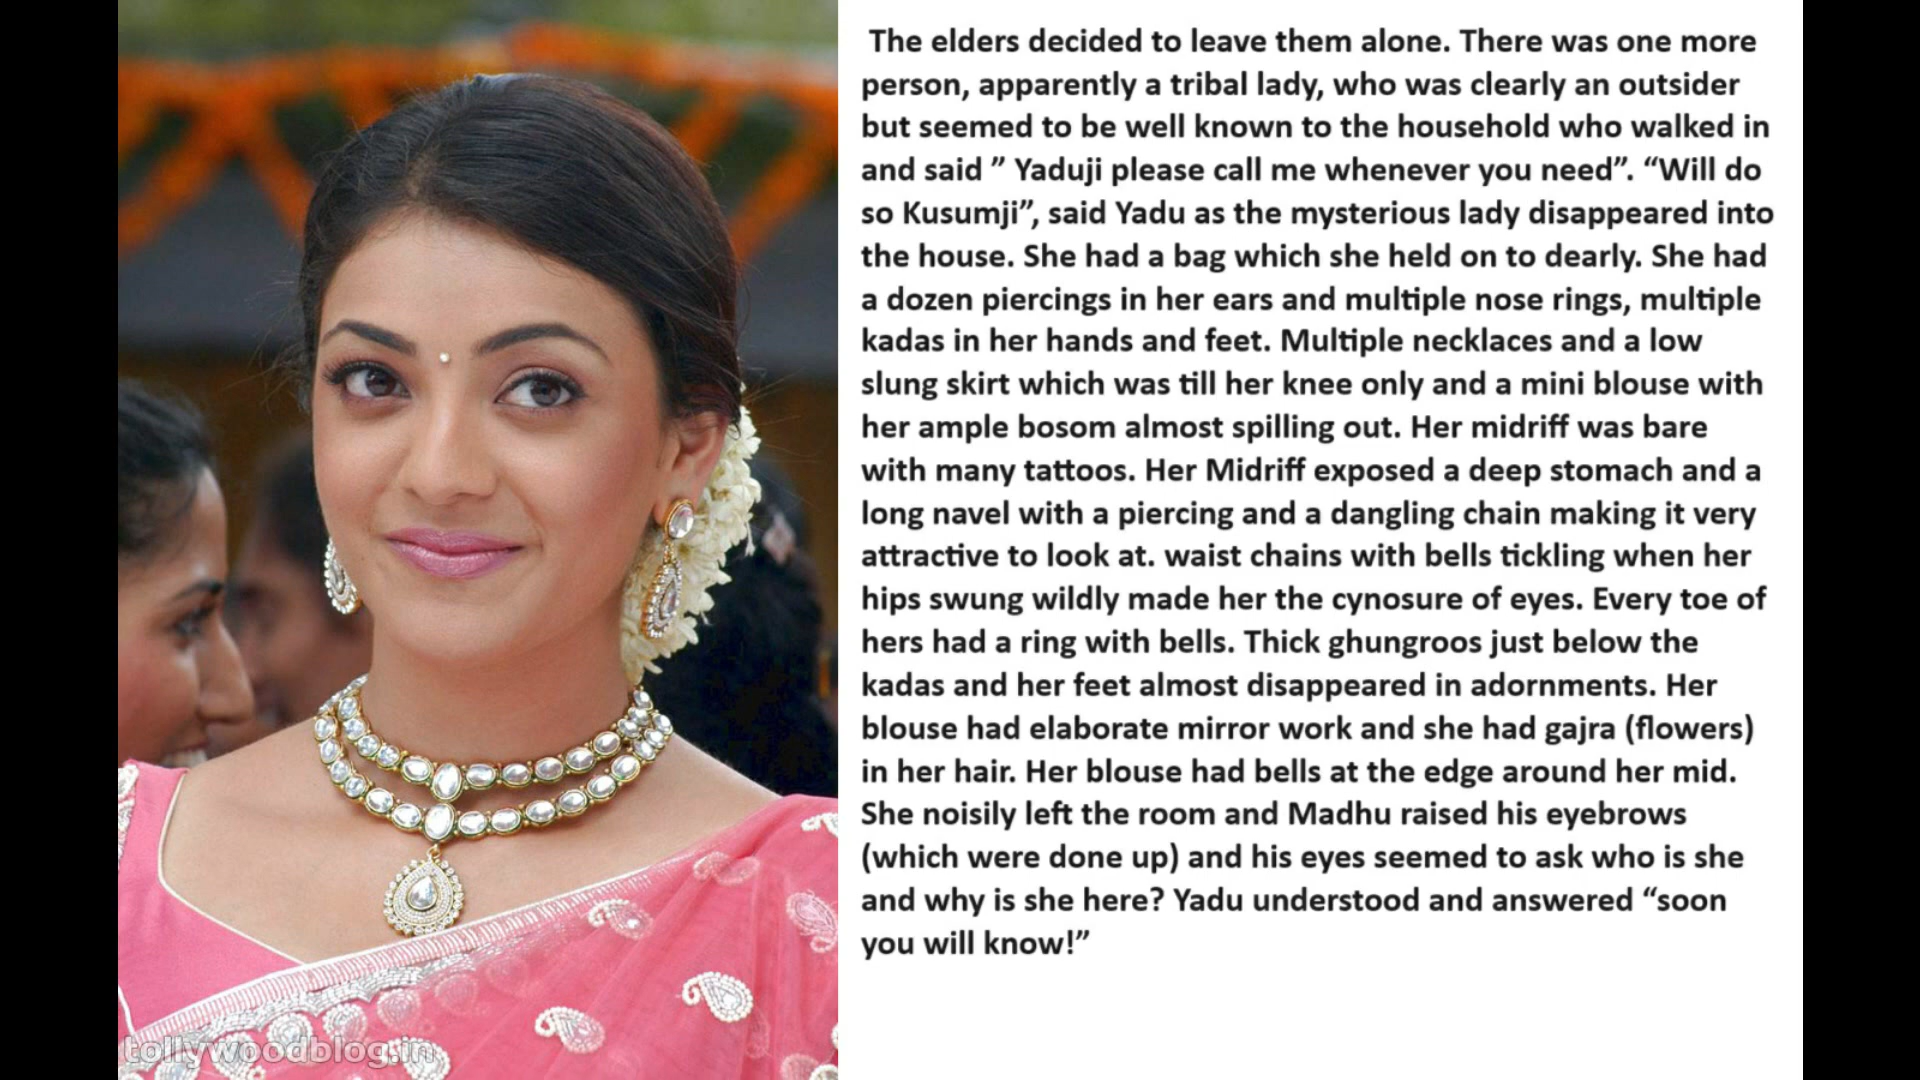 The elders decided to leave them alone. There was one more
person, apparently a tribal lady, who was clearly an outsider
but seemed to be well known to the household who walked in
and said ” Yaduji please call me whenever you need”. “Will do
so Kusumji”, said Yadu as the mysterious lady disappeared into
the house. She had a bag which she held on to dearly. She had
a dozen piercings in her ears and multiple nose rings, multiple
kadas in her hands and feet. Multiple necklaces and a low
slung skirt which was till her knee only and a mini blouse with
her ample bosom almost spilling out. Her midriff was bare
with many tattoos. Her Midriff exposed a deep stomach and a
long navel with a piercing and a dangling chain making it very
attractive to look at. waist chains with bells tickling when her
hips swung wildly made her the cynosure of eyes. Every toe of
hers had a ring with bells. Thick ghungroos just below the
kadas and her feet almost disappeared in adornments. Her
blouse had elaborate mirror work and she had gajra (flowers)
in her hair. Her blouse had bells at the edge around her mid.
She noisily left the room and Madhu raised his eyebrows
(which were done up) and his eyes seemed to ask who is she
and why is she here? Yadu understood and answered “soon
you will know!”
tollywoodblog.in